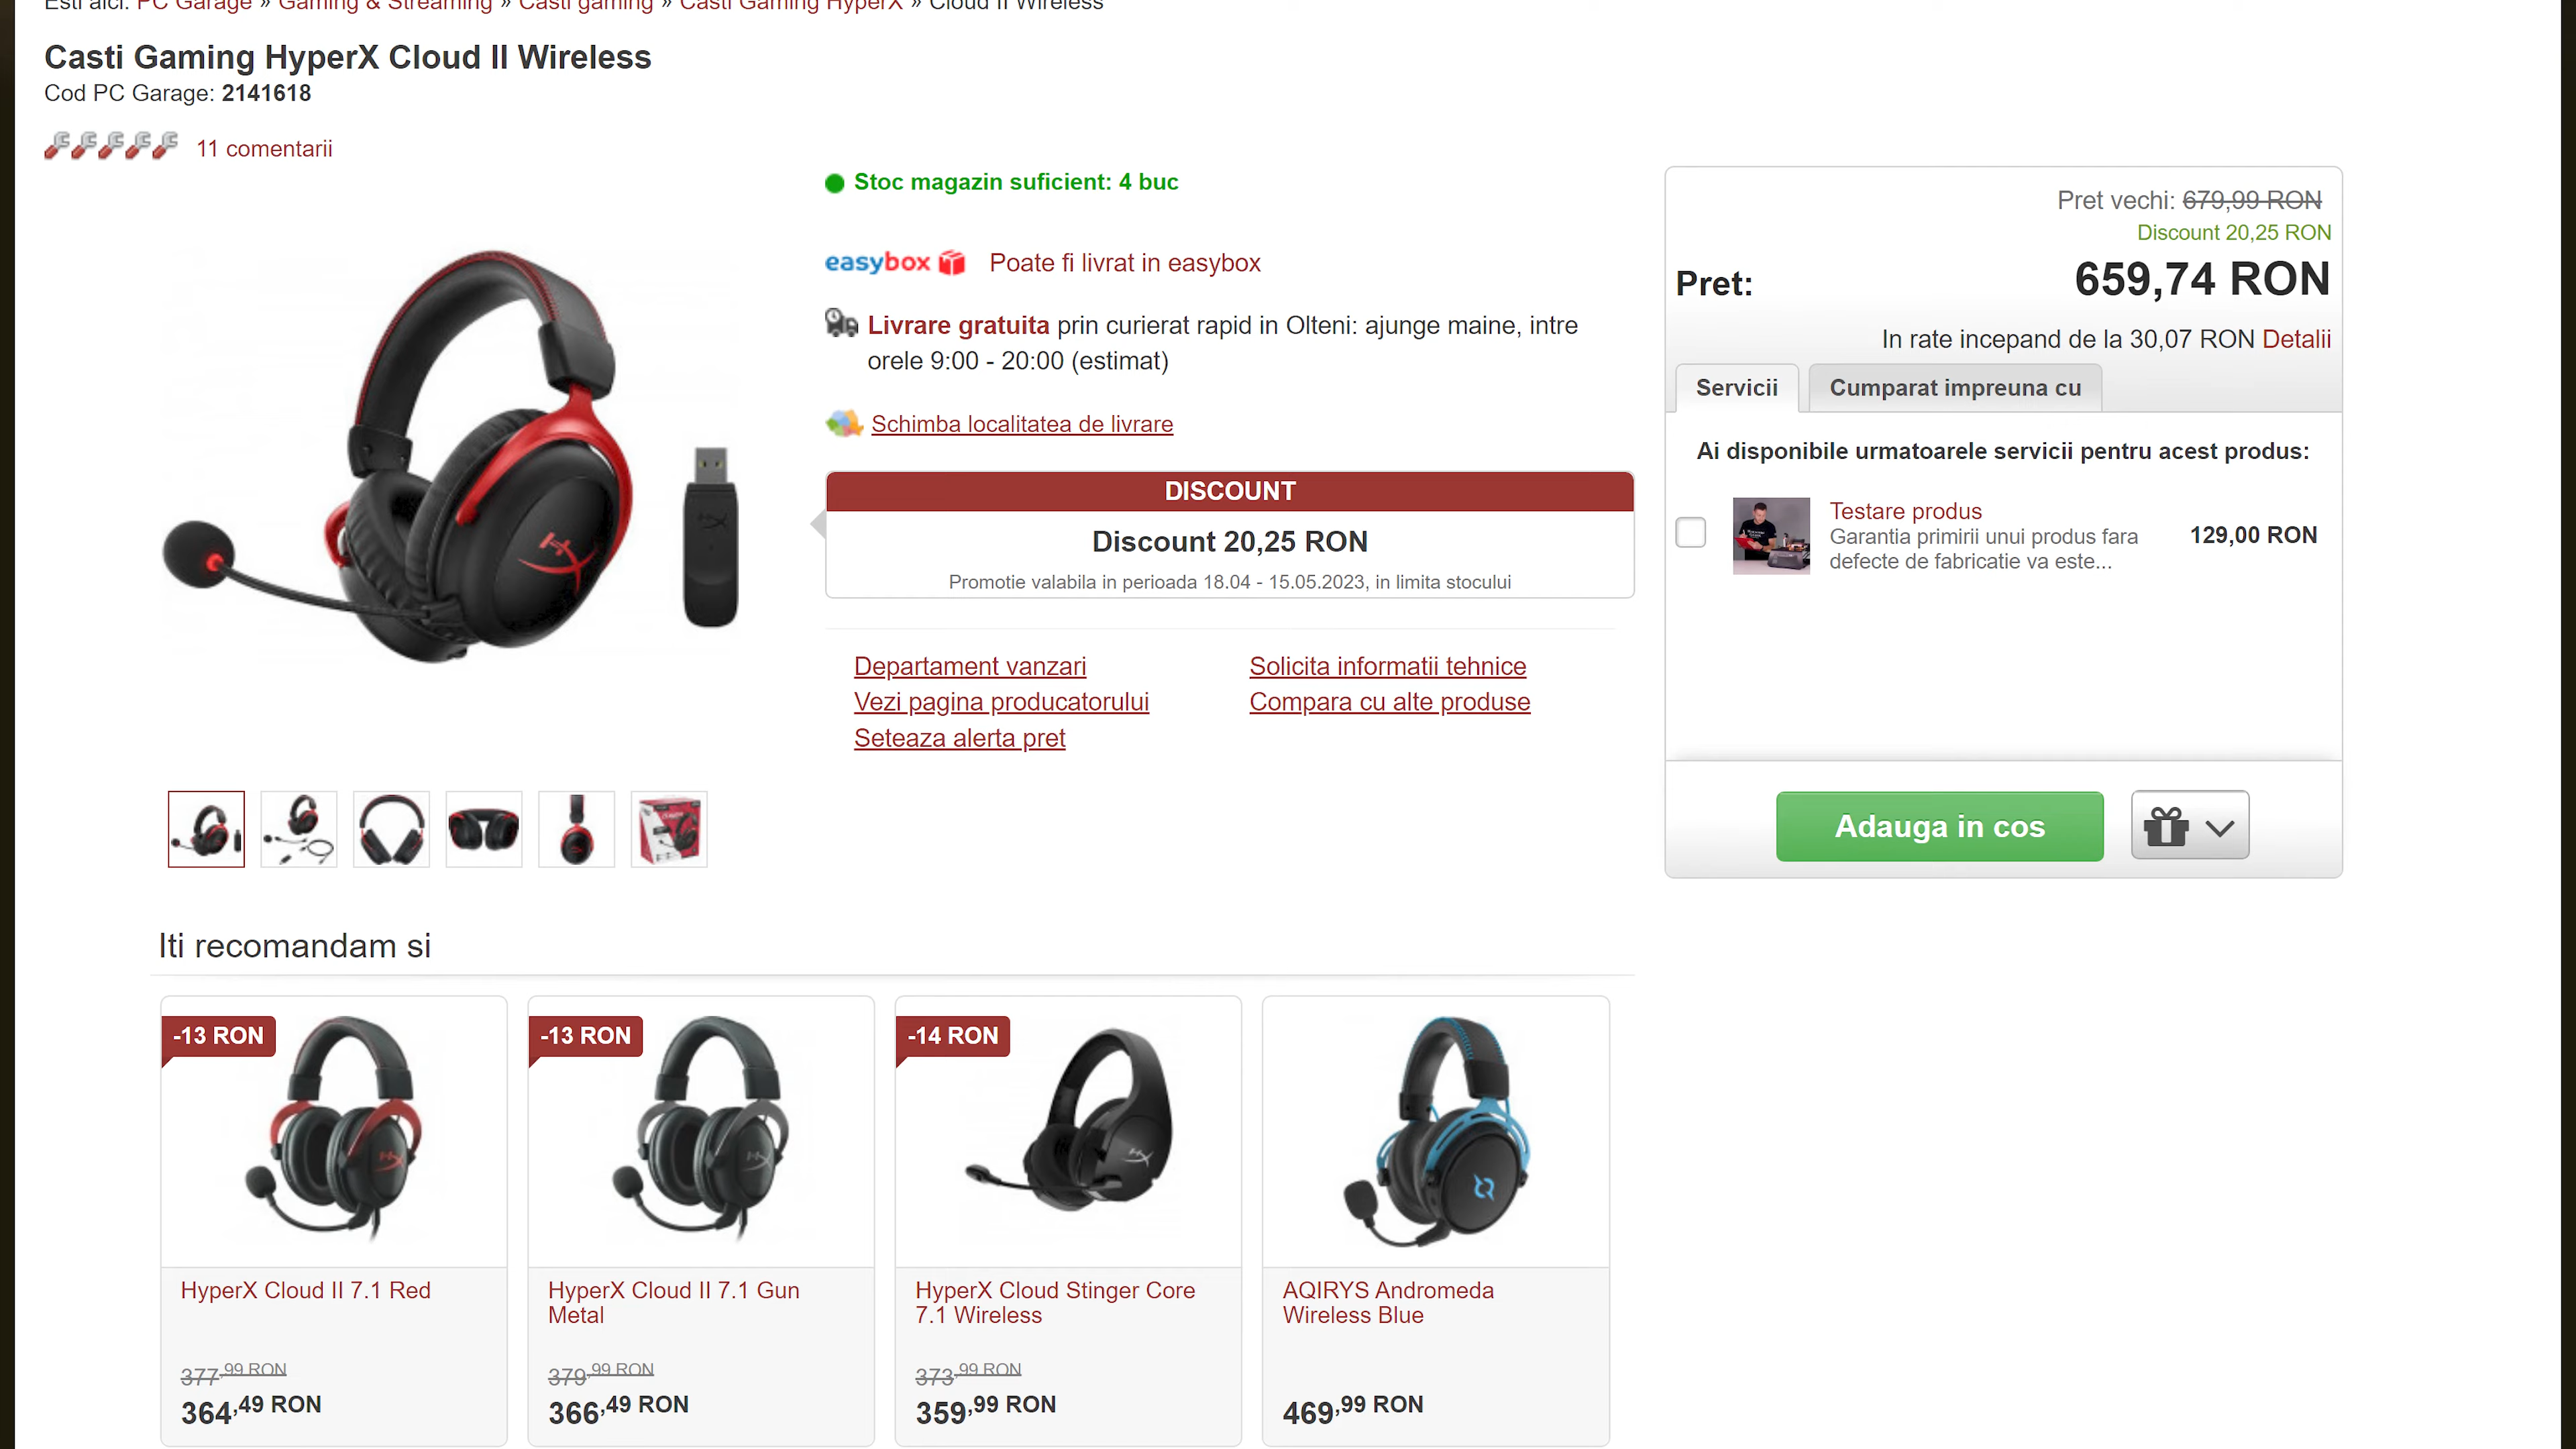 Esti aici: PC Garage » Gaming & Streaming » Casti gaming » Casti Gaming HyperX » Cloud II Wireless
Casti Gaming HyperX Cloud II Wireless
Cod PC Garage: 2141618
11 comentarii
Stoc magazin suficient: 4 buc
easybox Poate fi livrat in easybox
Livrare gratuita prin curierat rapid in Olteni: ajunge maine, intre
orele 9:00 - 20:00 (estimat)
Schimba localitatea de livrare
DISCOUNT
Discount 20,25 RON
Promotie valabila in perioada 18.04 - 15.05.2023, in limita stocului
Departament vanzari
Solicita informatii tehnice
Vezi pagina producatorului
Compara cu alte produse
Seteaza alerta pret
Pret vechi: 679,99 RON
Discount 20,25 RON
Pret: 659,74 RON
In rate incepand de la 30,07 RON Detalii
Servicii
Cumparat impreuna cu
Ai disponibile urmatoarele servicii pentru acest produs:
Testare produs
Garantia primirii unui produs fara
defecte de fabricatie va este...
129,00 RON
Adauga in cos
Iti recomandam si
-13 RON
HyperX Cloud II 7.1 Red
377,99 RON
364,49 RON
-13 RON
HyperX Cloud II 7.1 Gun
Metal
379,99 RON
366,49 RON
-14 RON
HyperX Cloud Stinger Core
7.1 Wireless
373,99 RON
359,99 RON
AQIRYS Andromeda
Wireless Blue
469,99 RON